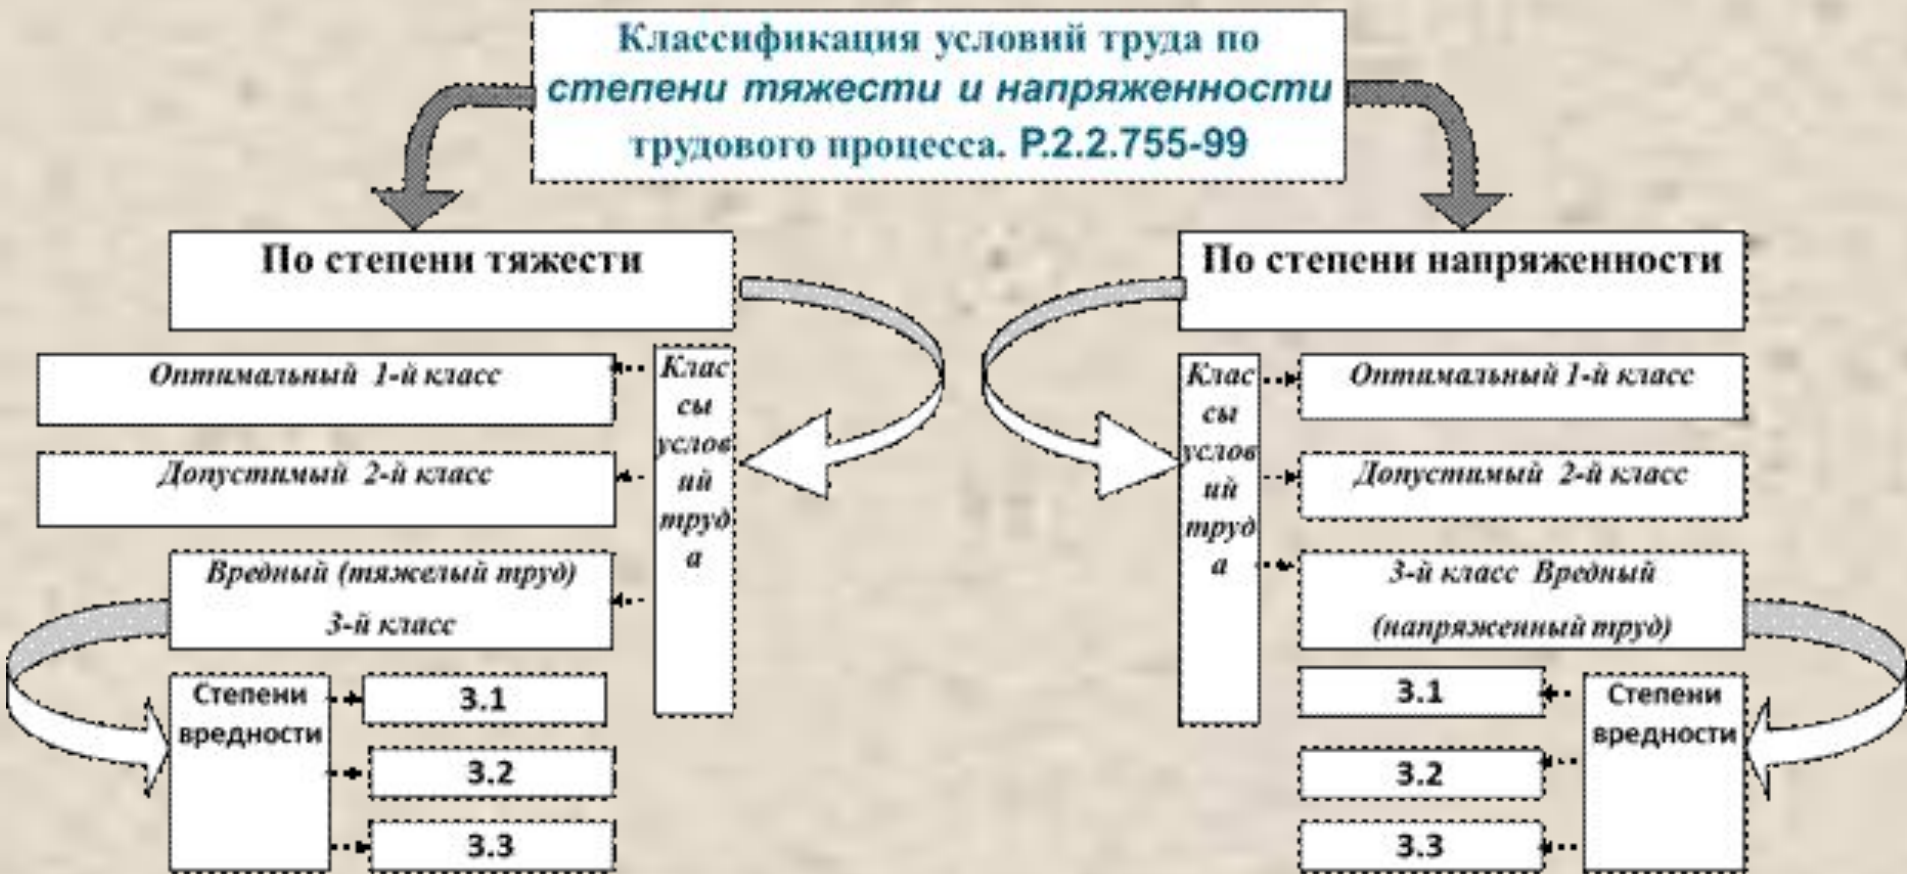 Классификация условий труда по
степени тяжести и напряженности
трудового процесса. Р.2.2.755-99
По степени тяжести
Оптимальный 1-й класс
Допустимый 2-й класс
Вредный (тяжелый труд)
3-й класс
Клас
сы
услов
ий
труд
а
Степени
вредности
3.1
3.2
3.3
По степени напряженности
Клас
сы
услов
ий
труд
а
Оптимальный 1-й класс
Допустимый 2-й класс
3-й класс Вредный
(напряженный труд)
3.1
3.2
3.3
Степени
вредности